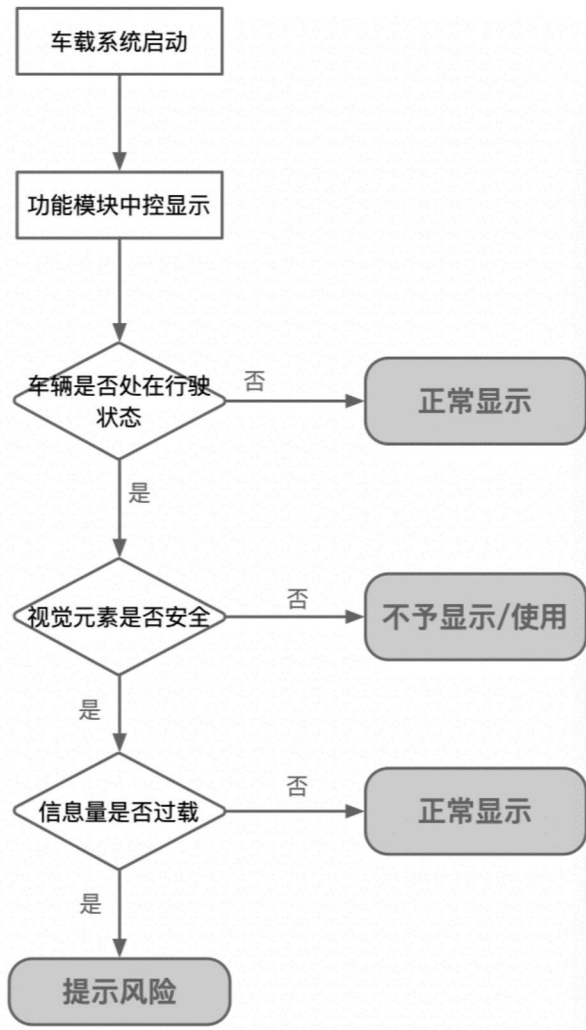 车载系统启动
功能模块中控显示
车辆是否处在行驶
状态
否
正常显示
是
视觉元素是否安全
否
不予显示/使用
是
信息量是否过载
否
正常显示
是
提示风险